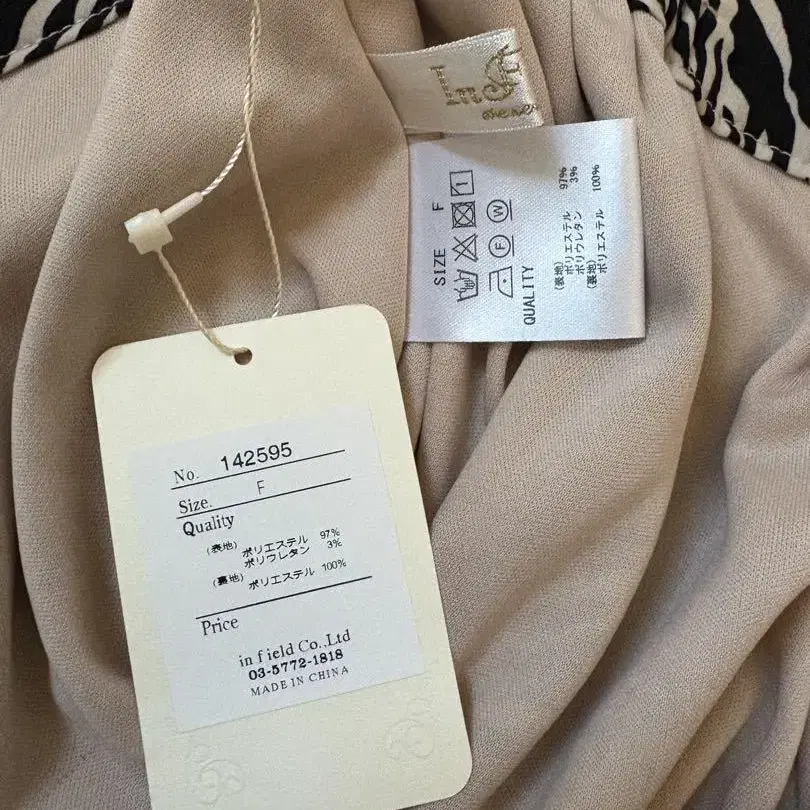 SIZE F
QUALITY
(表地)
ポリエステル 97%
ポリウレタン 3%
(裏地)
ポリエステル 100%
No. 142595
Size. F
Quality
(表地) ポリエステル 97%
ポリウレタン 3%
(裏地) ポリエステル 100%
Price
in field Co.,Ltd
03-5772-1818
MADE IN CHINA